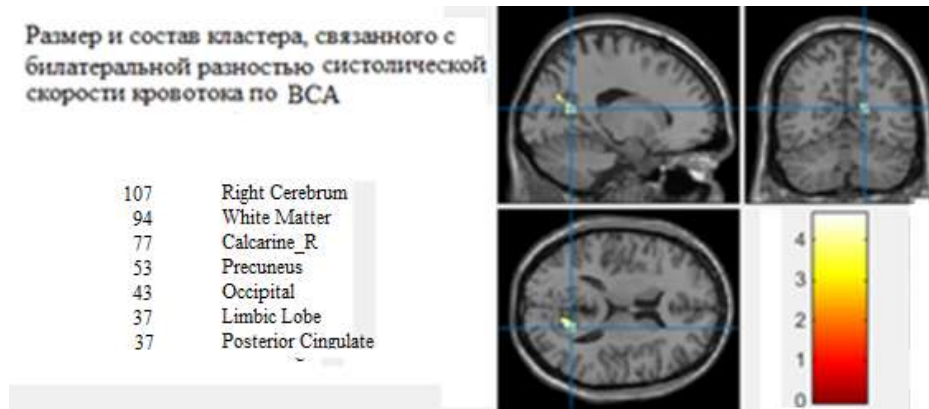 Размер и состав кластера, связанного с
билатеральной разностью систолической
скорости кровотока по ВСА
107 Right Cerebrum
94 White Matter
77 Calcarine_R
53 Precuneus
43 Occipital
37 Limbic Lobe
37 Posterior Cingulate
4
3
2
1
0